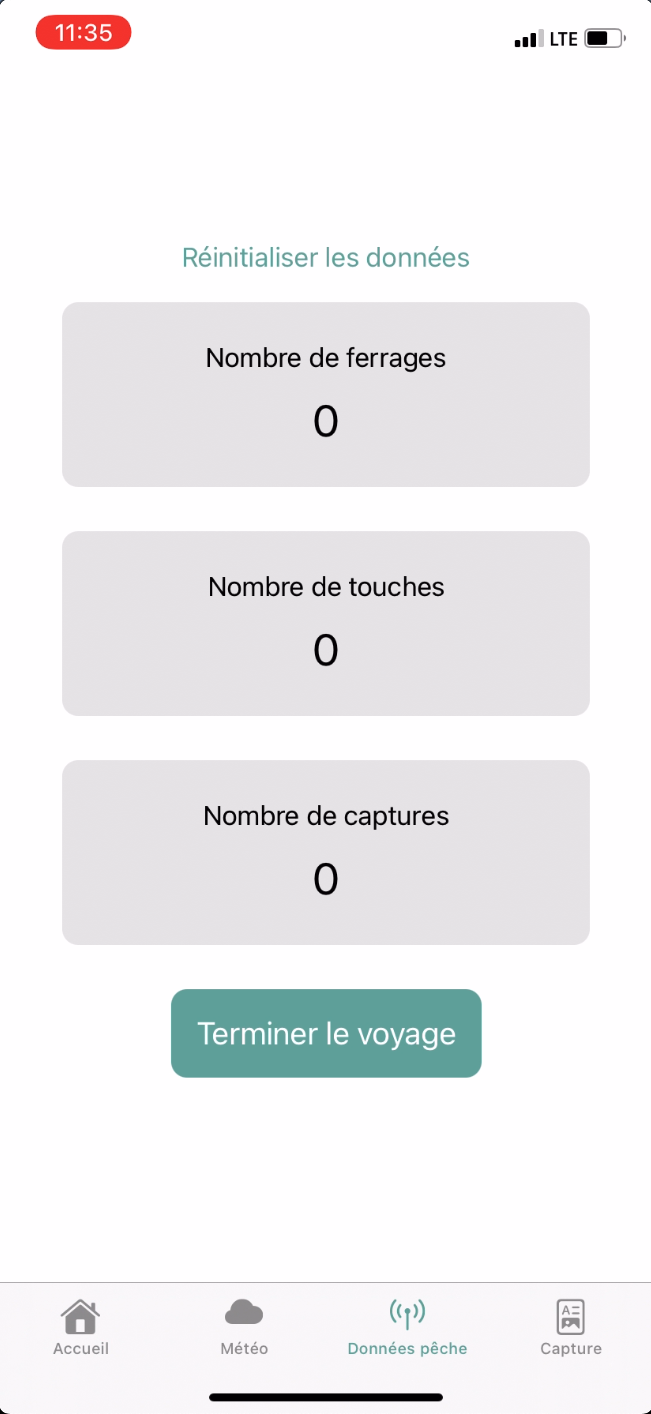 11:35
LTE
Réinitialiser les données
Nombre de ferrages
0
Nombre de touches
0
Nombre de captures
0
Terminer le voyage
Accueil
Météo
Données pêche
Capture